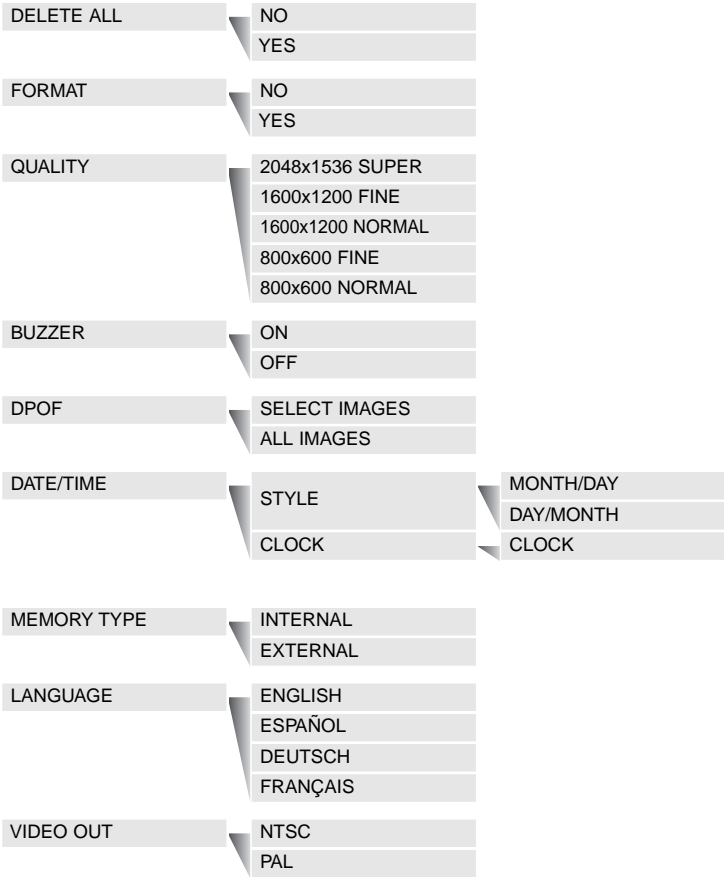 DELETE ALL
NO
YES
FORMAT
NO
YES
QUALITY
2048x1536 SUPER
1600x1200 FINE
1600x1200 NORMAL
800x600 FINE
800x600 NORMAL
BUZZER
ON
OFF
DPOF
SELECT IMAGES
ALL IMAGES
DATE/TIME
STYLE
MONTH/DAY
DAY/MONTH
CLOCK
CLOCK
MEMORY TYPE
INTERNAL
EXTERNAL
LANGUAGE
ENGLISH
ESPAÑOL
DEUTSCH
FRANÇAIS
VIDEO OUT
NTSC
PAL